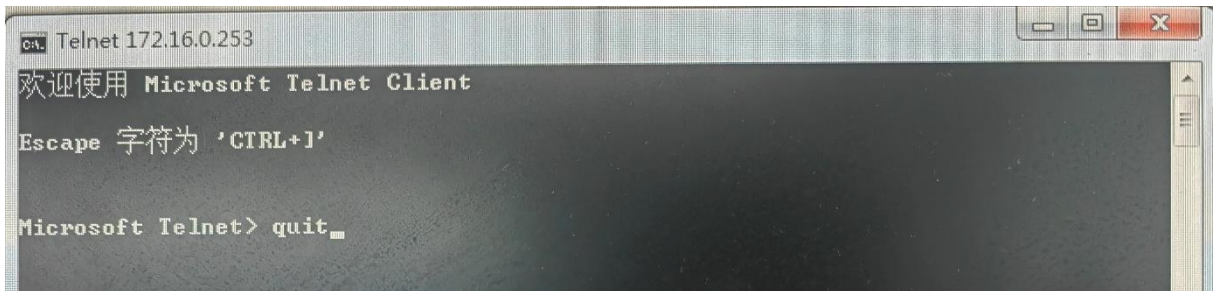 Telnet 172.16.0.253
欢迎使用 Microsoft Telnet Client
Escape 字符为 'CTRL+]'
Microsoft Telnet> quit